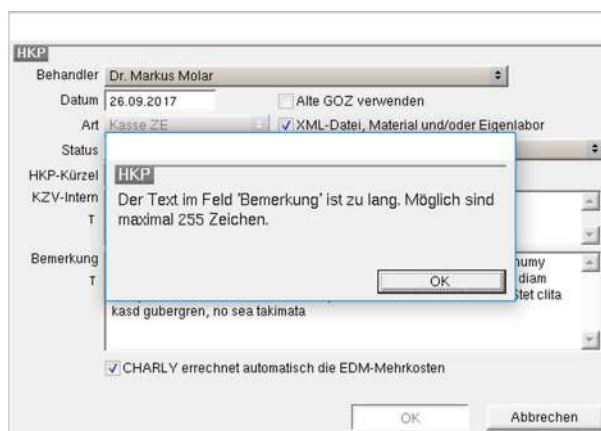 HKP
Behandler Dr. Markus Molar
Datum 26.09.2017 Alte GOZ verwenden
Art Kasse ZE XML-Datei, Material und/oder Eigenlabor
Status
HKP-Kürzel
HKP
KZV-Intern
Der Text im Feld 'Bemerkung' ist zu lang. Möglich sind
T
maximal 255 Zeichen.
Bemerkung
T
OK
diam
Stet clita
kasd gubergren, no sea takimata
CHARLY errechnet automatisch die EDM-Mehrkosten
OK Abbrechen